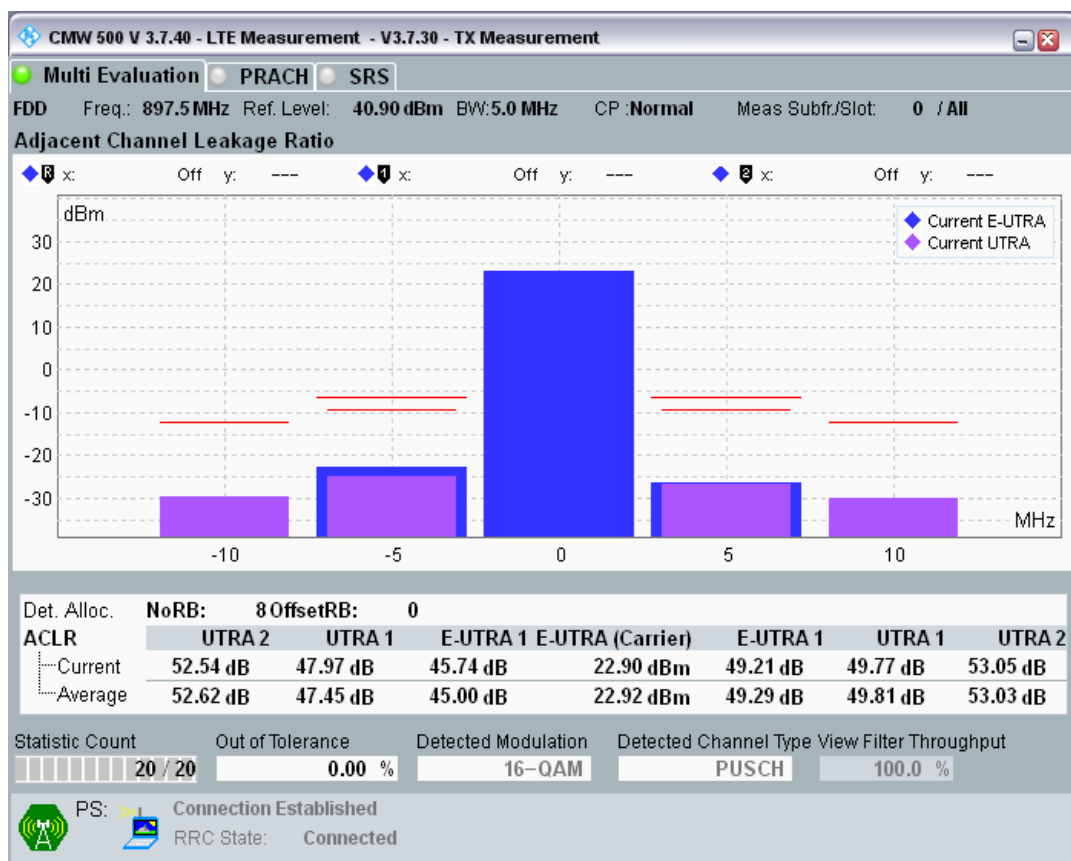 CMW 500 V 3.7.40 - LTE Measurement - V3.7.30 - TX Measurement
Multi Evaluation PRACH SRS
FDD Freq.: 897.5 MHz Ref. Level: 40.90 dBm BW:5.0 MHz CP :Normal Meas Subfr./Slot: 0 / All
Adjacent Channel Leakage Ratio
R x: Off y: --- 1 x: Off y: --- 2 x: Off y: ---
dBm
Current E-UTRA
Current UTRA
30
20
10
0
-10
-20
-30
MHz
-10 -5 0 5 10
Det. Alloc. NoRB: 8 OffsetRB: 0
ACLR UTRA 2 UTRA 1 E-UTRA 1 E-UTRA (Carrier) E-UTRA 1 UTRA 1 UTRA 2
Current 52.54 dB 47.97 dB 45.74 dB 22.90 dBm 49.21 dB 49.77 dB 53.05 dB
Average 52.62 dB 47.45 dB 45.00 dB 22.92 dBm 49.29 dB 49.81 dB 53.03 dB
Statistic Count Out of Tolerance Detected Modulation Detected Channel Type View Filter Throughput
20 / 20 0.00 % 16-QAM PUSCH 100.0 %
PS: Connection Established
RRC State: Connected